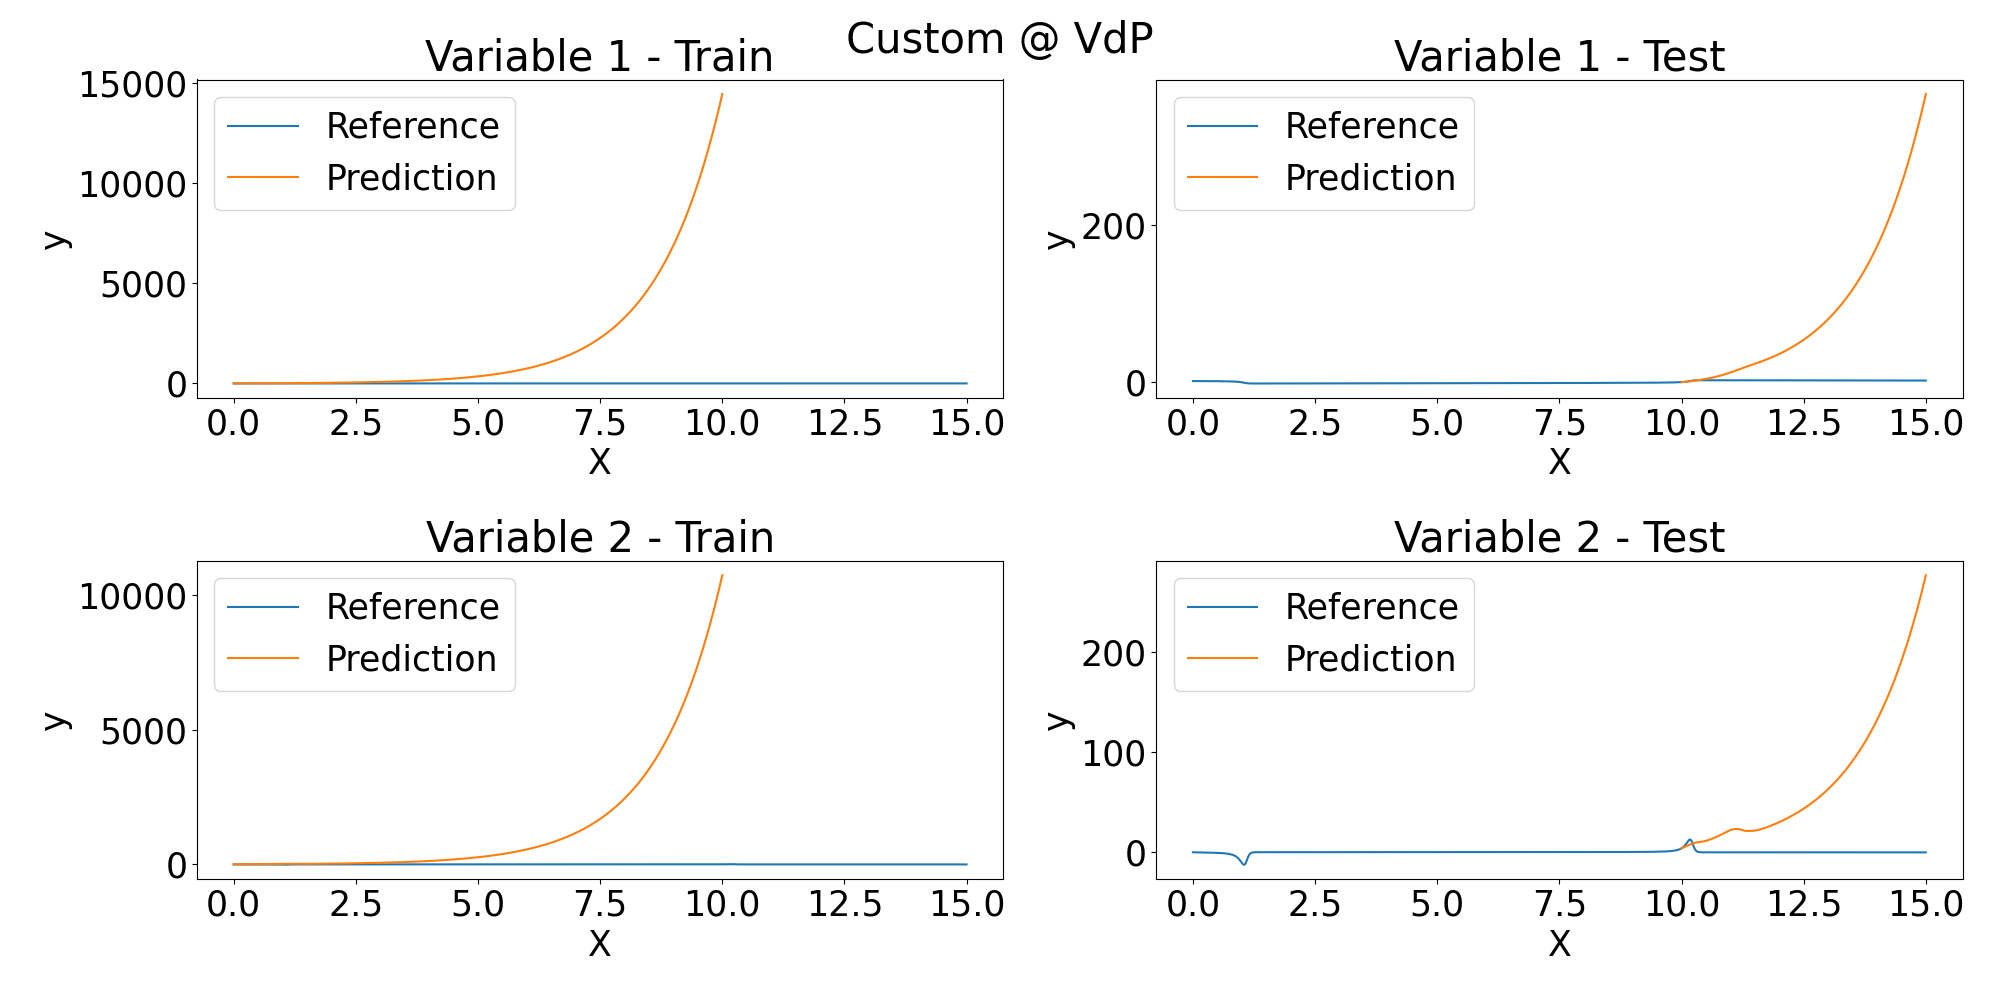 Custom @ VdP
Variable 1 - Train
15000
10000
5000
0
y
Reference
Prediction
0.0 2.5 5.0 7.5 10.0 12.5 15.0
X
Variable 1 - Test
200
0
y
Reference
Prediction
0.0 2.5 5.0 7.5 10.0 12.5 15.0
X
Variable 2 - Train
10000
5000
0
y
Reference
Prediction
0.0 2.5 5.0 7.5 10.0 12.5 15.0
X
Variable 2 - Test
200
100
0
y
Reference
Prediction
0.0 2.5 5.0 7.5 10.0 12.5 15.0
X